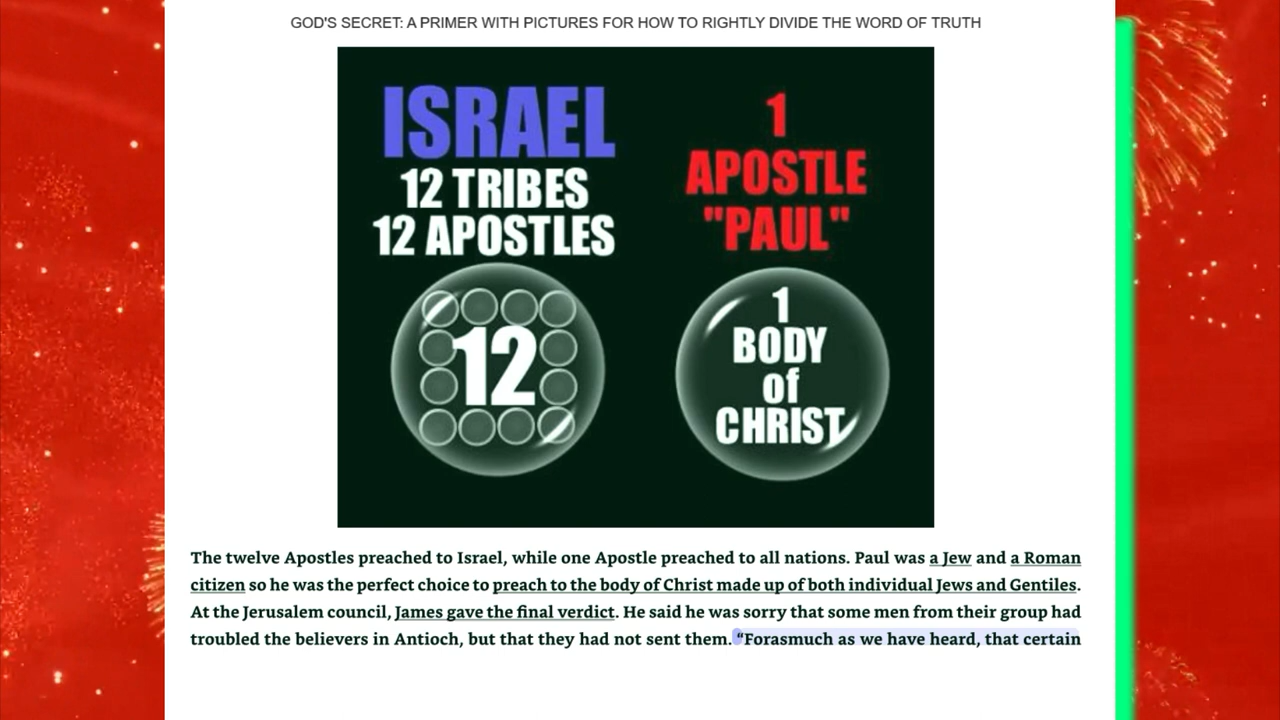 GOD'S SECRET: A PRIMER WITH PICTURES FOR HOW TO RIGHTLY DIVIDE THE WORD OF TRUTH
ISRAEL
12 TRIBES
12 APOSTLES
12
1
APOSTLE
"PAUL"
1
BODY
of
CHRIST
The twelve Apostles preached to Israel, while one Apostle preached to all nations. Paul was a Jew and a Roman
citizen so he was the perfect choice to preach to the body of Christ made up of both individual Jews and Gentiles.
At the Jerusalem council, James gave the final verdict. He said he was sorry that some men from their group had
troubled the believers in Antioch, but that they had not sent them. “Forasmuch as we have heard, that certain